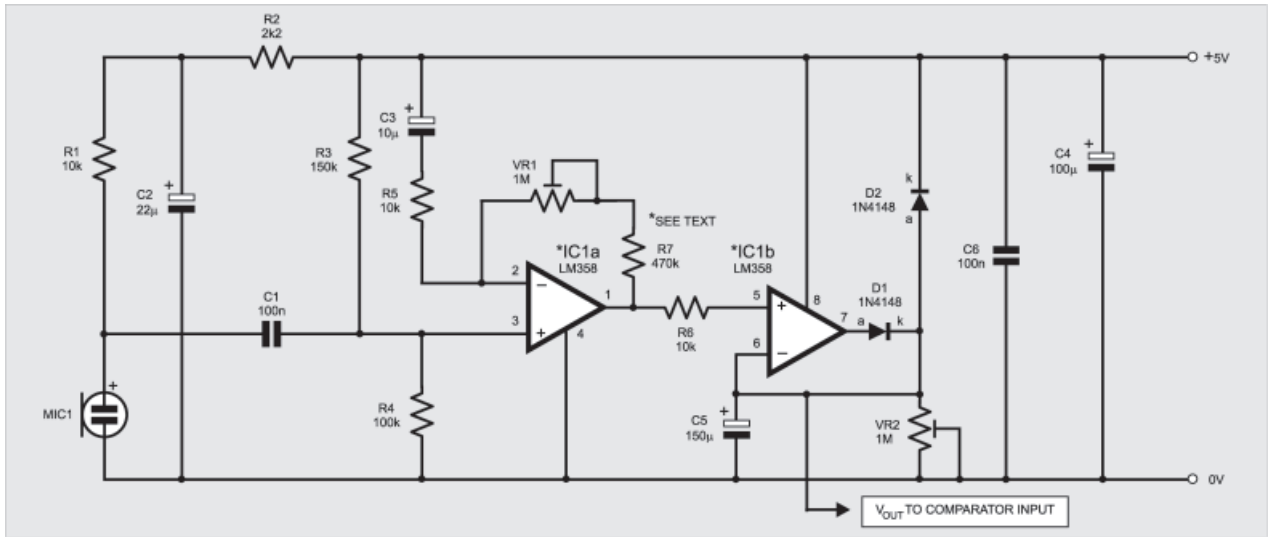 R2
2k2
+5V
R1
10k
C2
22µ
+
R3
150k
C3
10µ
+
R5
10k
VR1
1M
*SEE TEXT
R7
470k
*IC1a
LM358
2
−
3
+
1
4
C1
100n
R4
100k
MIC1
+
R6
10k
*IC1b
LM358
5
+
6
−
7
8
D1
1N4148
a
k
D2
1N4148
k
a
C5
150µ
+
VR2
1M
C6
100n
C4
100µ
+
0V
VOUT TO COMPARATOR INPUT